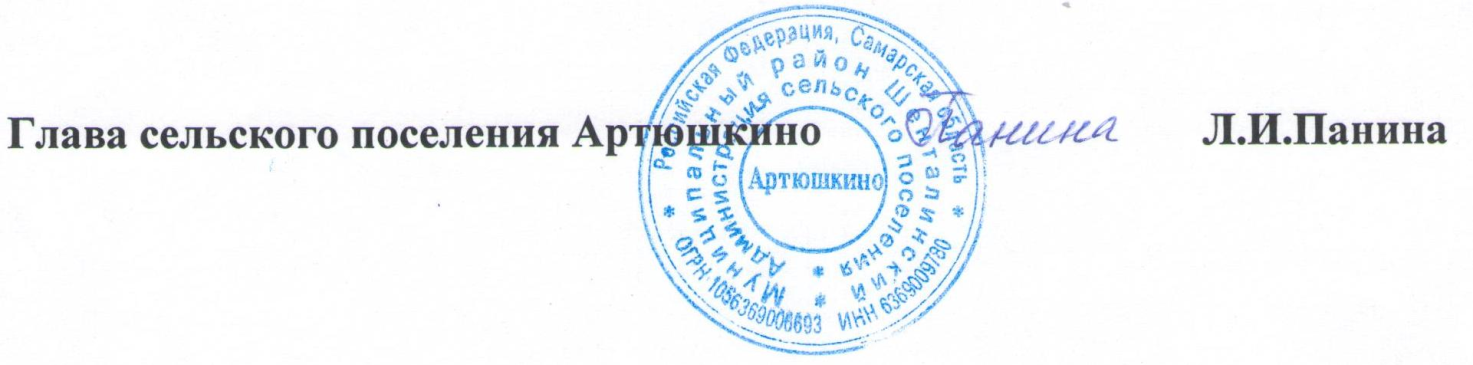 Глава сельского поселения Артюшкино Панина Л.И.Панина
Российская Федерация, Самарская область
* ОГРН 1056369006693 ИНН 6369009780 *
Муниципальный район Шенталинский *
Администрация сельского поселения *
Артюшкино